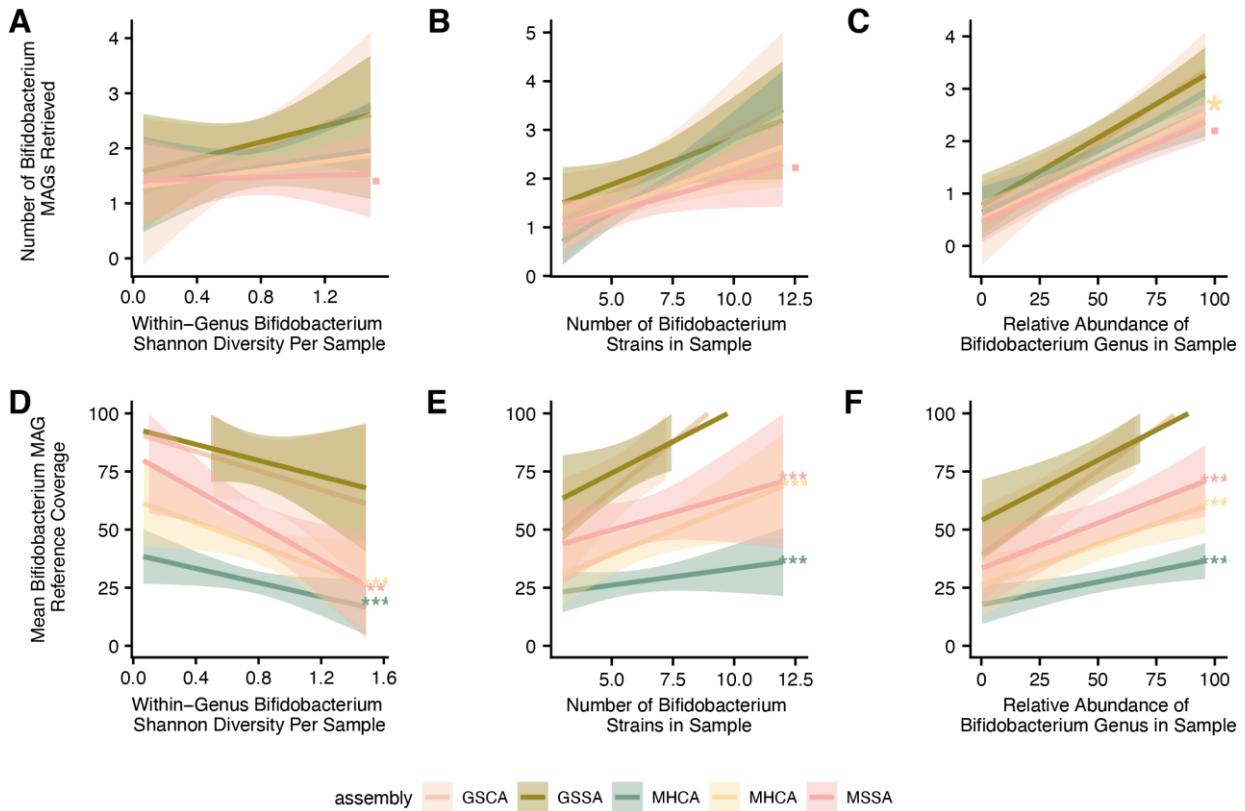 A
B
C
Number of Bifidobacterium
MAGs Retrieved
4
3
2
1
0
0.0 0.4 0.8 1.2
Within−Genus Bifidobacterium
Shannon Diversity Per Sample
5
4
3
2
1
0
5.0 7.5 10.0 12.5
Number of Bifidobacterium
Strains in Sample
4
3
2
1
0
*
0 25 50 75 100
Relative Abundance of
Bifidobacterium Genus in Sample
D
E
F
Mean Bifidobacterium MAG
Reference Coverage
100
75
50
25
0
***
**
***
0.0 0.4 0.8 1.2 1.6
Within−Genus Bifidobacterium
Shannon Diversity Per Sample
100
75
50
25
0
***
***
***
5.0 7.5 10.0 12.5
Number of Bifidobacterium
Strains in Sample
100
75
50
25
0
***
***
***
0 25 50 75 100
Relative Abundance of
Bifidobacterium Genus in Sample
assembly GSCA GSSA MHCA MHCA MSSA